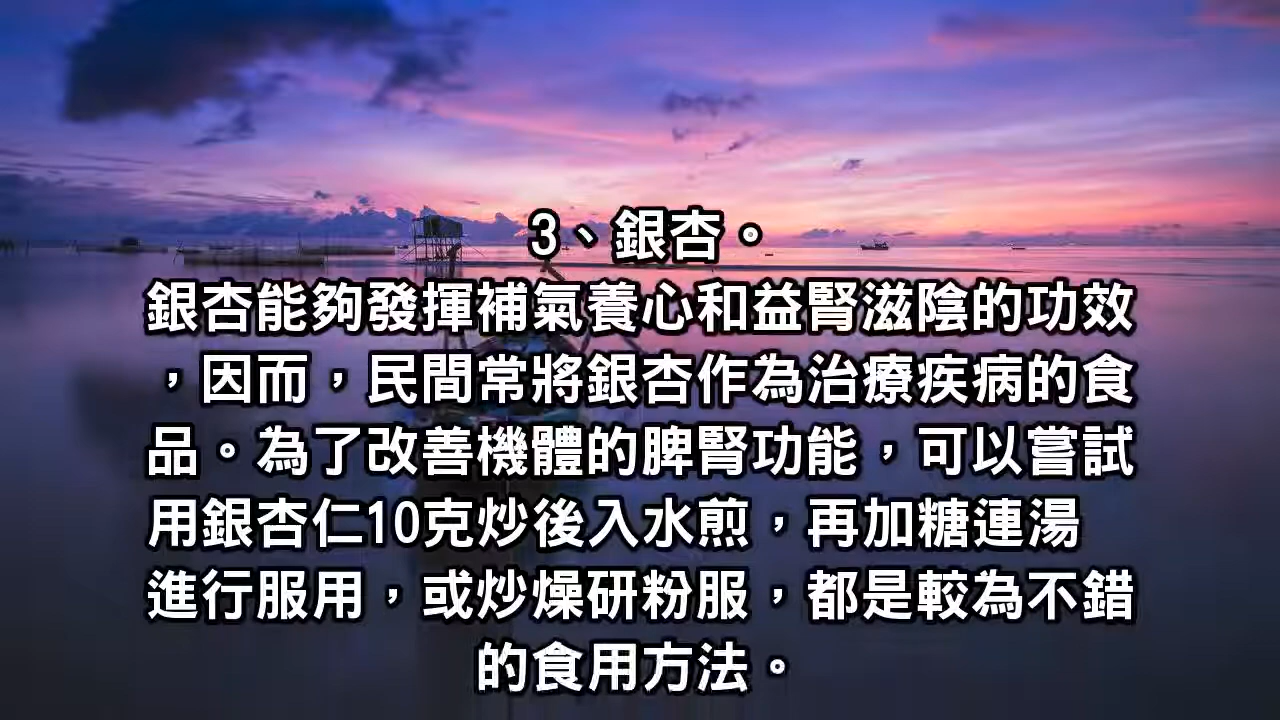 3、銀杏。
銀杏能夠發揮補氣養心和益腎滋陰的功效
，因而，民間常將銀杏作為治療疾病的食
品。為了改善機體的脾腎功能，可以嘗試
用銀杏仁10克炒後入水煎，再加糖連湯
進行服用，或炒燥研粉服，都是較為不錯
的食用方法。